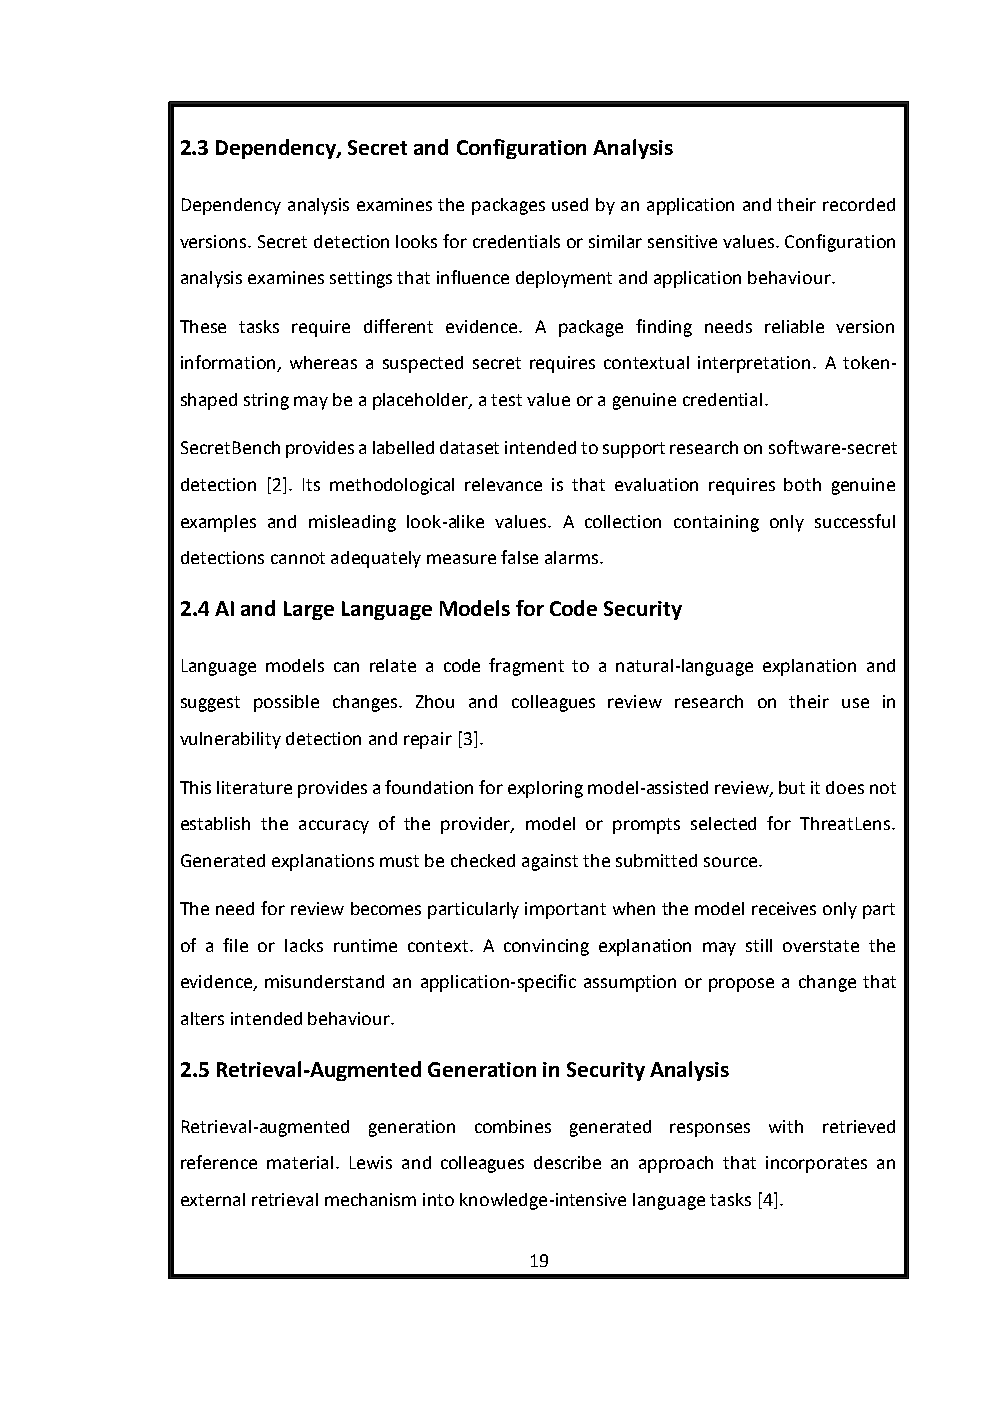 2.3 Dependency, Secret and Configuration Analysis
Dependency analysis examines the packages used by an application and their recorded
versions. Secret detection looks for credentials or similar sensitive values. Configuration
analysis examines settings that influence deployment and application behaviour.
These tasks require different evidence. A package finding needs reliable version
information, whereas a suspected secret requires contextual interpretation. A token-
shaped string may be a placeholder, a test value or a genuine credential.
SecretBench provides a labelled dataset intended to support research on software-secret
detection [2]. Its methodological relevance is that evaluation requires both genuine
examples and misleading look-alike values. A collection containing only successful
detections cannot adequately measure false alarms.
2.4 AI and Large Language Models for Code Security
Language models can relate a code fragment to a natural-language explanation and
suggest possible changes. Zhou and colleagues review research on their use in
vulnerability detection and repair [3].
This literature provides a foundation for exploring model-assisted review, but it does not
establish the accuracy of the provider, model or prompts selected for ThreatLens.
Generated explanations must be checked against the submitted source.
The need for review becomes particularly important when the model receives only part
of a file or lacks runtime context. A convincing explanation may still overstate the
evidence, misunderstand an application-specific assumption or propose a change that
alters intended behaviour.
2.5 Retrieval-Augmented Generation in Security Analysis
Retrieval-augmented generation combines generated responses with retrieved
reference material. Lewis and colleagues describe an approach that incorporates an
external retrieval mechanism into knowledge-intensive language tasks [4].
19